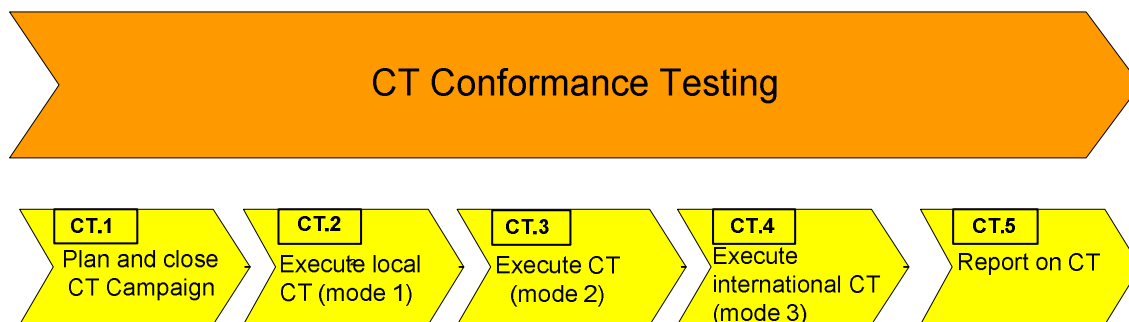 CT Conformance Testing
CT.1
Plan and close
CT Campaign
CT.2
Execute local
CT (mode 1)
CT.3
Execute CT
(mode 2)
CT.4
Execute
international CT
(mode 3)
CT.5
Report on CT